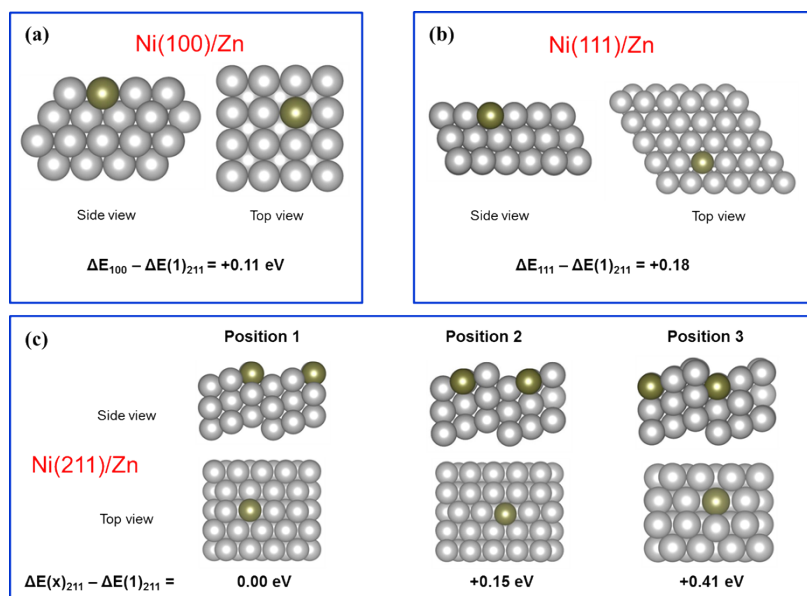 (a)
Ni(100)/Zn
Side view
Top view
ΔE₁₀₀ – ΔE(1)₂₁₁ = +0.11 eV
(b)
Ni(111)/Zn
Side view
Top view
ΔE₁₁₁ – ΔE(1)₂₁₁ = +0.18
(c)
Position 1
Position 2
Position 3
Side view
Ni(211)/Zn
Top view
ΔE(x)₂₁₁ – ΔE(1)₂₁₁ = 0.00 eV +0.15 eV +0.41 eV